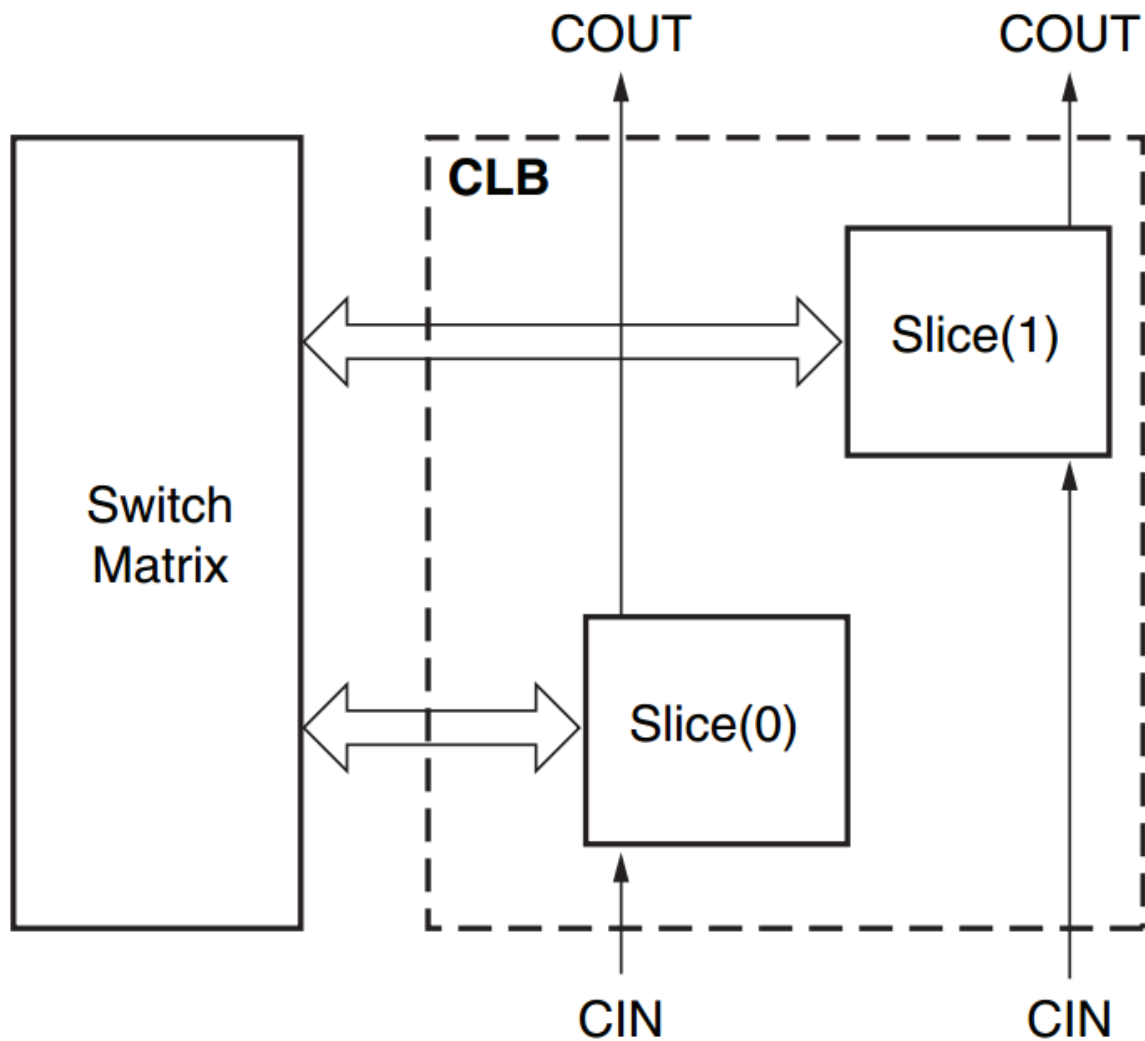 COUT
COUT
CLB
Slice(1)
Switch
Matrix
Slice(0)
CIN
CIN